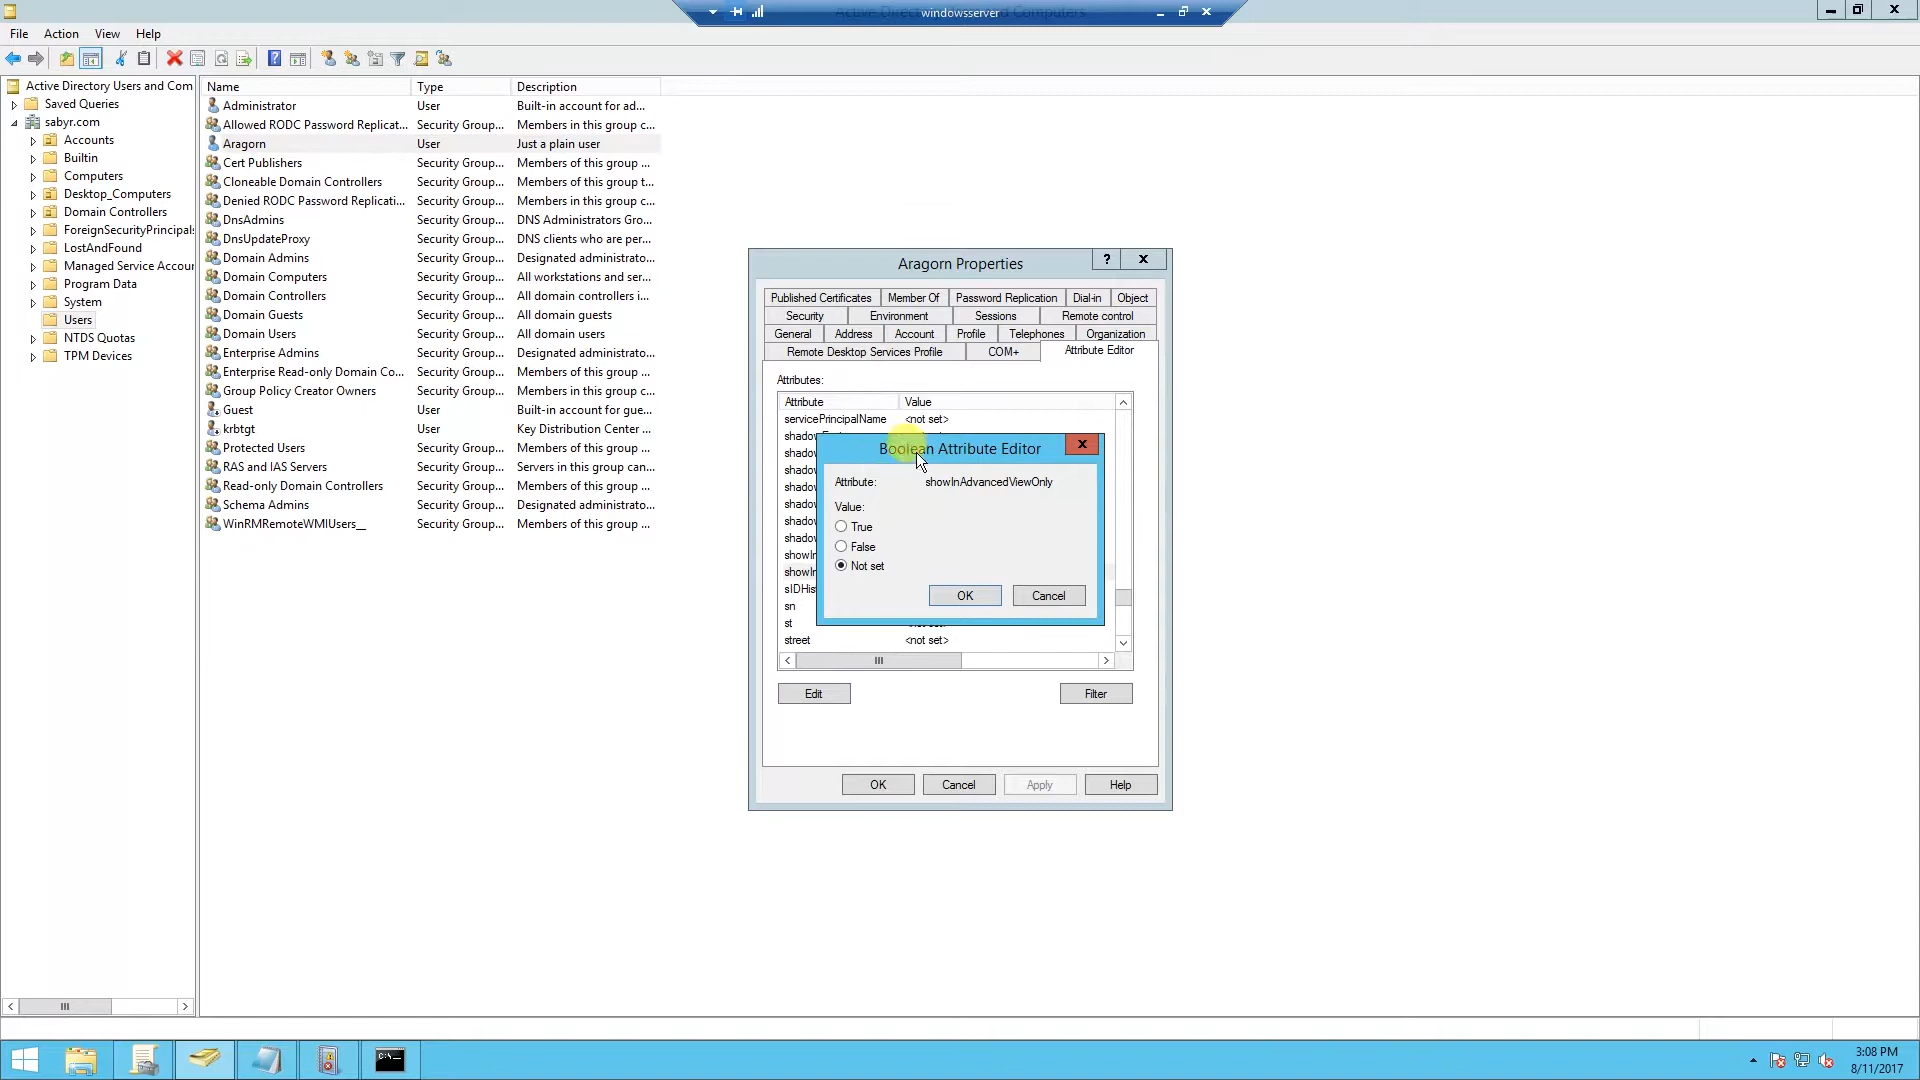 windowsserver
File Action View Help
Active Directory Users and Com
Saved Queries
sabyr.com
Accounts
Builtin
Computers
Desktop_Computers
Domain Controllers
ForeignSecurityPrincipals
LostAndFound
Managed Service Accour
Program Data
System
Users
NTDS Quotas
TPM Devices
Name Type Description
Administrator User Built-in account for ad...
Allowed RODC Password Replicat... Security Group... Members in this group c...
Aragorn User Just a plain user
Cert Publishers Security Group... Members of this group ...
Cloneable Domain Controllers Security Group... Members of this group t...
Denied RODC Password Replicati... Security Group... Members in this group c...
DnsAdmins Security Group... DNS Administrators Gro...
DnsUpdateProxy Security Group... DNS clients who are per...
Domain Admins Security Group... Designated administrato...
Domain Computers Security Group... All workstations and ser...
Domain Controllers Security Group... All domain controllers i...
Domain Guests Security Group... All domain guests
Domain Users Security Group... All domain users
Enterprise Admins Security Group... Designated administrato...
Enterprise Read-only Domain Co... Security Group... Members of this group ...
Group Policy Creator Owners Security Group... Members in this group c...
Guest User Built-in account for gue...
krbtgt User Key Distribution Center ...
Protected Users Security Group... Members of this group ...
RAS and IAS Servers Security Group... Servers in this group can...
Read-only Domain Controllers Security Group... Members of this group ...
Schema Admins Security Group... Designated administrato...
WinRMRemoteWMIUsers__ Security Group... Members of this group ...
Aragorn Properties
Published Certificates Member Of Password Replication Dial-in Object
Security Environment Sessions Remote control
General Address Account Profile Telephones Organization
Remote Desktop Services Profile COM+ Attribute Editor
Attributes:
Attribute Value
servicePrincipalName <not set>
shadow
shadow
shadow
shadow
shadow
shadow
shadow
showIn
showIn
sIDHis
sn
st
street <not set>
Edit Filter
OK Cancel Apply Help
Boolean Attribute Editor
Attribute: showInAdvancedViewOnly
Value:
True
False
Not set
OK Cancel
C:\_
3:08 PM
8/11/2017